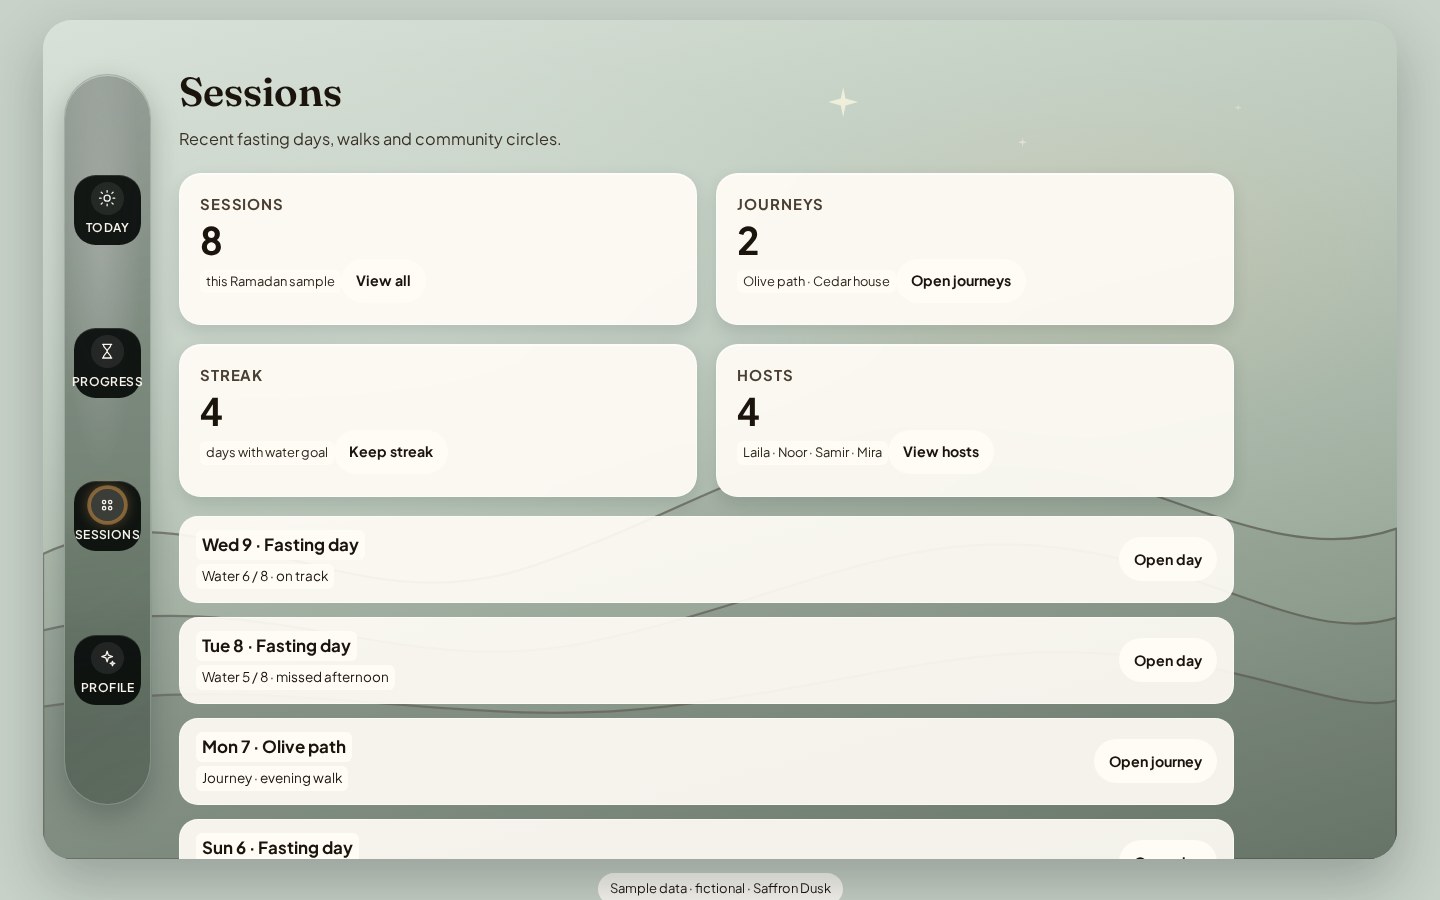 Sessions
Recent fasting days, walks and community circles.
TODAY
PROGRESS
SESSIONS
PROFILE
SESSIONS
8
this Ramadan sample View all
JOURNEYS
2
Olive path · Cedar house Open journeys
STREAK
4
days with water goal Keep streak
HOSTS
4
Laila · Noor · Samir · Mira View hosts
Wed 9 · Fasting day
Water 6 / 8 · on track
Open day
Tue 8 · Fasting day
Water 5 / 8 · missed afternoon
Open day
Mon 7 · Olive path
Journey · evening walk
Open journey
Sun 6 · Fasting day
Sample data · fictional · Saffron Dusk